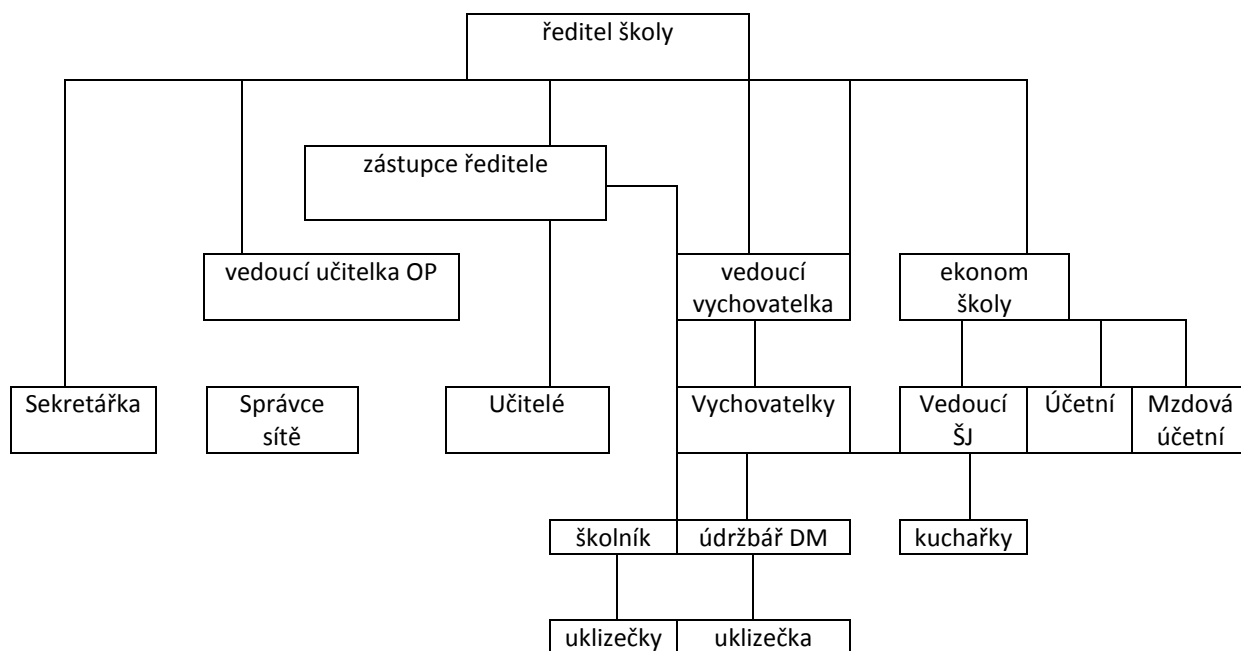 ředitel školy
zástupce ředitele
vedoucí učitelka OP
vedoucí
vychovatelka
ekonom
školy
Sekretářka
Správce
sítě
Učitelé
Vychovatelky
Vedoucí
ŠJ
Účetní
Mzdová
účetní
školník
údržbář DM
kuchařky
uklizečky
uklizečka